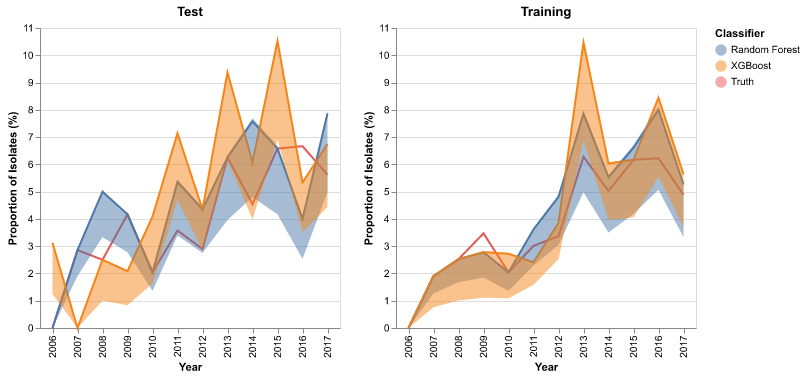 Test
Proportion of Isolates (%)
11
10
9
8
7
6
5
4
3
2
1
0
2006 2007 2008 2009 2010 2011 2012 2013 2014 2015 2016 2017
Year
Training
Proportion of Isolates (%)
11
10
9
8
7
6
5
4
3
2
1
0
2006 2007 2008 2009 2010 2011 2012 2013 2014 2015 2016 2017
Year
Classifier
Random Forest
XGBoost
Truth